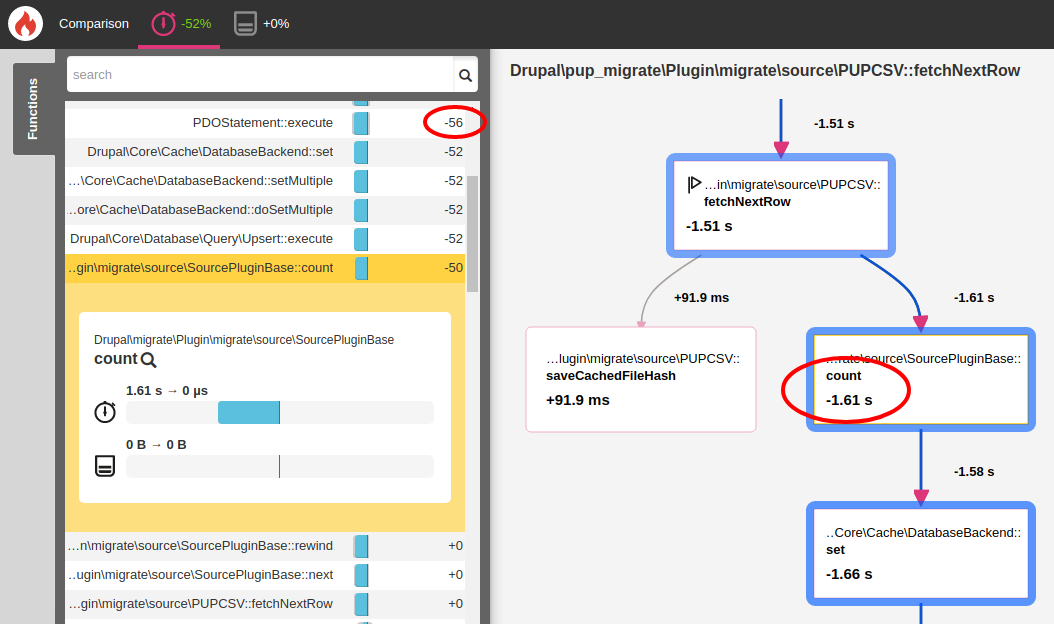 Comparison
-52%
+0%
Functions
search
PDOStatement::execute -56
Drupal\Core\Cache\DatabaseBackend::set -52
…\Core\Cache\DatabaseBackend::setMultiple -52
…ore\Cache\DatabaseBackend::doSetMultiple -52
Drupal\Core\Database\Query\Upsert::execute -52
…gin\migrate\source\SourcePluginBase::count -50
Drupal\migrate\Plugin\migrate\source\SourcePluginBase
count
1.61 s → 0 µs
0 B → 0 B
…n\migrate\source\SourcePluginBase::rewind +0
…ugin\migrate\source\SourcePluginBase::next +0
…gin\migrate\source\PUPCSV::fetchNextRow +0
Drupal\pup_migrate\Plugin\migrate\source\PUPCSV::fetchNextRow
-1.51 s
…in\migrate\source\PUPCSV::
fetchNextRow
-1.51 s
+91.9 ms
-1.61 s
…lugin\migrate\source\PUPCSV::
saveCachedFileHash
+91.9 ms
…rate\source\SourcePluginBase::
count
-1.61 s
-1.58 s
…Core\Cache\DatabaseBackend::
set
-1.66 s